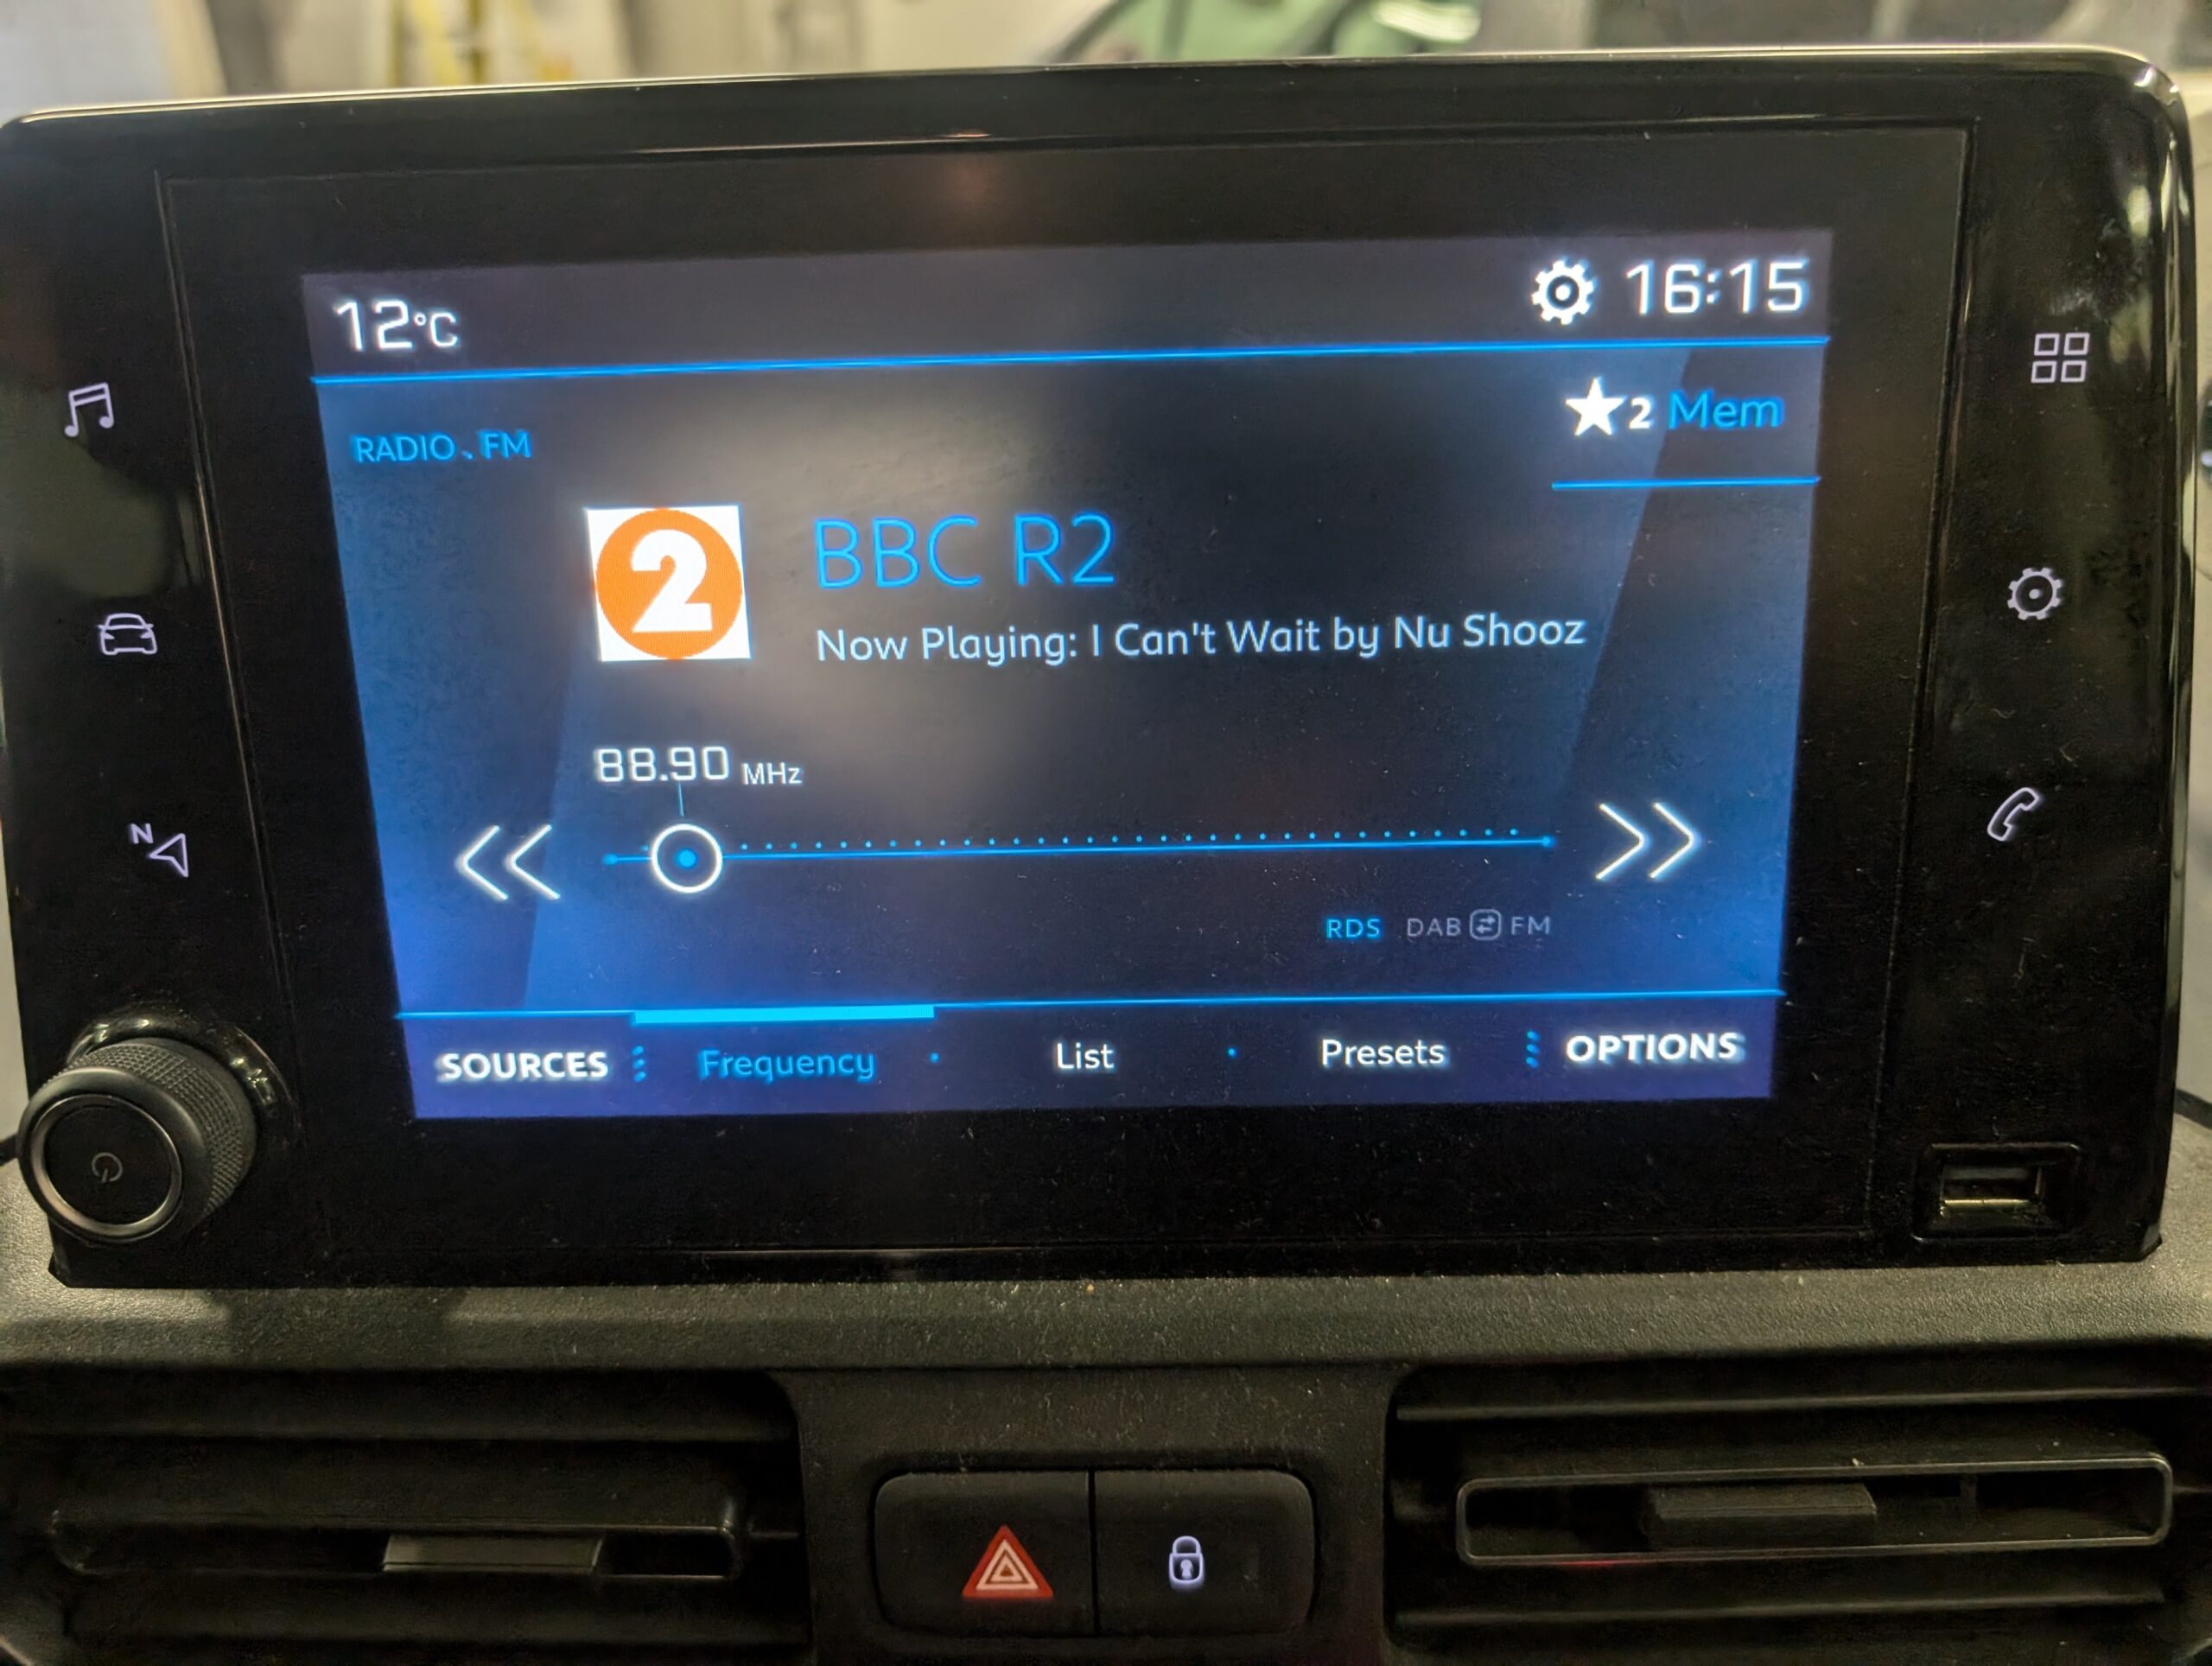 12°C
16:15
2 Mem
RADIO. FM
2
BBC R2
Now Playing: I Can't Wait by Nu Shooz
88.90 MHz
N
RDS DAB FM
SOURCES Frequency List Presets OPTIONS